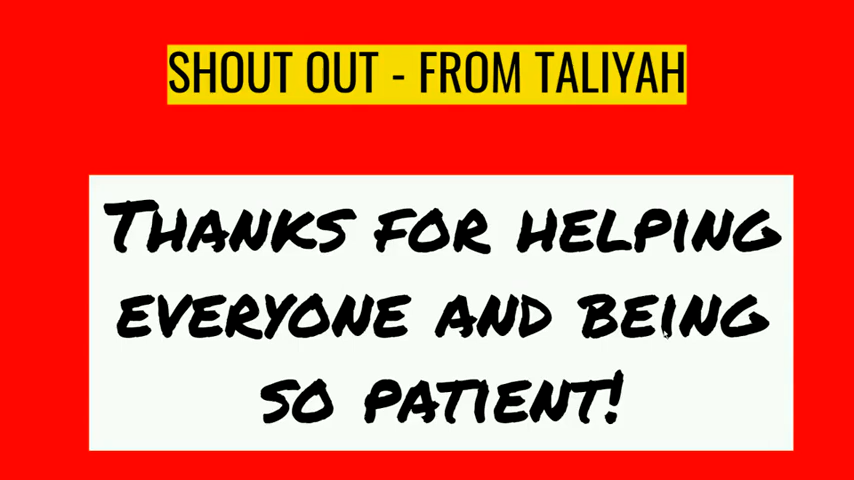 SHOUT OUT - FROM TALIYAH
THANKS FOR HELPING
EVERYONE AND BEING
SO PATIENT!